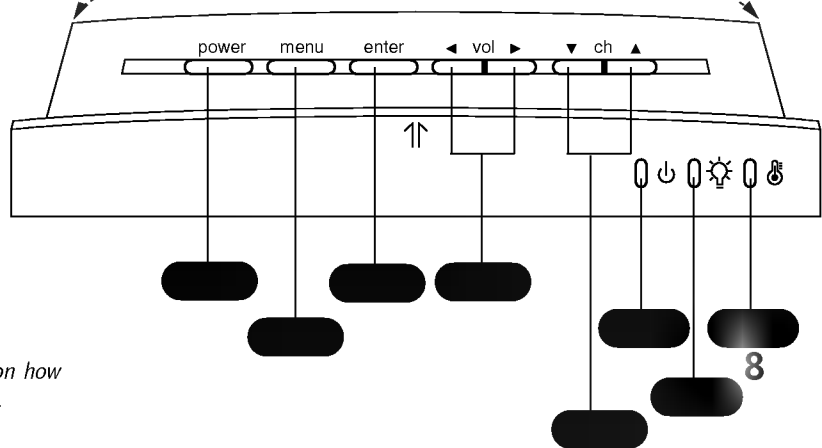 power menu enter ◄ vol ► ▼ ch ▲
8
on how
.